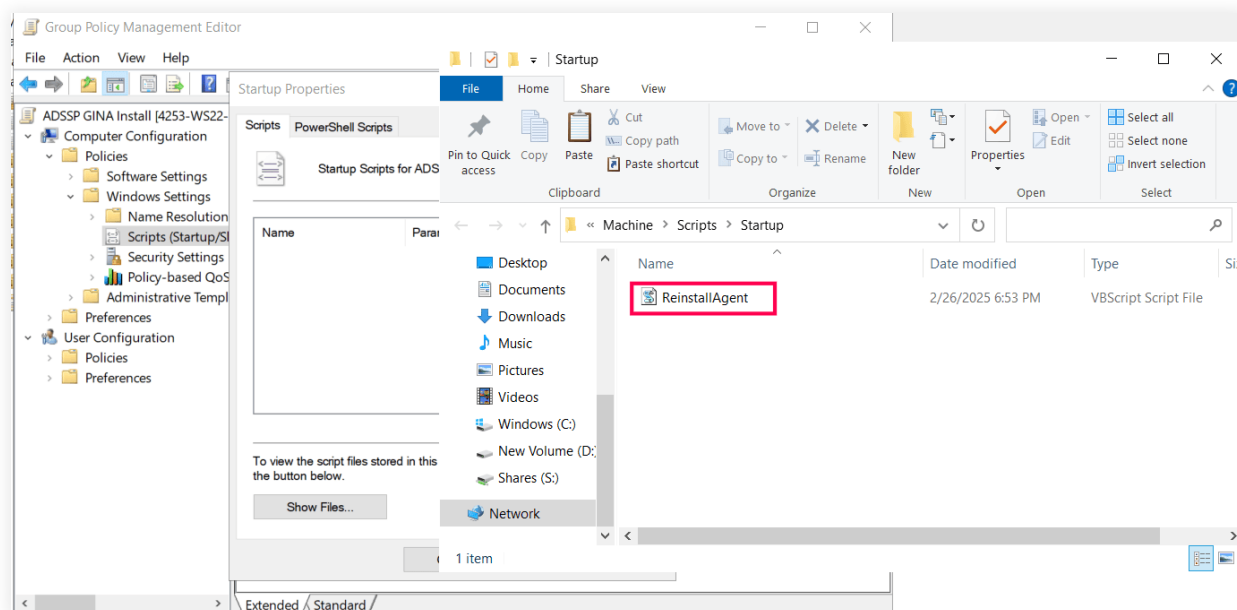 Group Policy Management Editor
File Action View Help
ADSSP GINA Install [4253-WS22-
Computer Configuration
Policies
Software Settings
Windows Settings
Name Resolution
Scripts (Startup/S
Security Settings
Policy-based QoS
Administrative Templ
Preferences
User Configuration
Policies
Preferences
Startup Properties
Scripts PowerShell Scripts
Startup Scripts for ADS
Name Para
To view the script files stored in this
the button below.
Show Files...
Extended Standard
Startup
File Home Share View
Pin to Quick access
Copy
Paste
Cut
Copy path
Paste shortcut
Clipboard
Move to
Copy to
Delete
Rename
Organize
New folder
New
Properties
Open
Edit
Open
Select all
Select none
Invert selection
Select
« Machine > Scripts > Startup
Desktop
Documents
Downloads
Music
Pictures
Videos
Windows (C:)
New Volume (D:
Shares (S:)
Network
Name Date modified Type Si
ReinstallAgent 2/26/2025 6:53 PM VBScript Script File
1 item